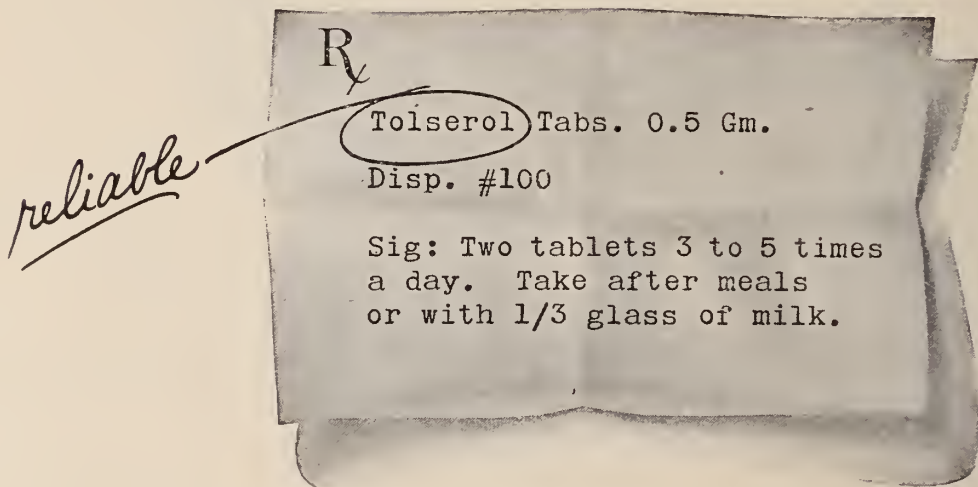 Rx
reliable
Tolserol Tabs. 0.5 Gm.
Disp. #100
Sig: Two tablets 3 to 5 times
a day. Take after meals
or with 1/3 glass of milk.